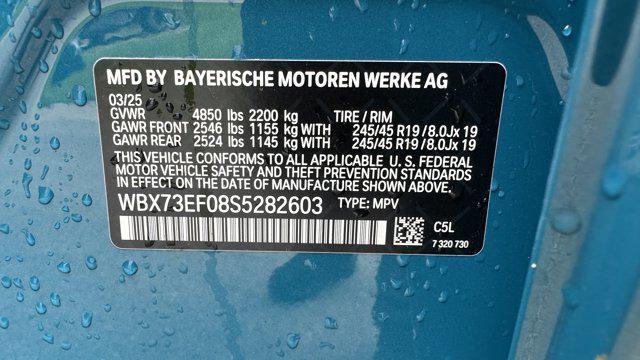 MFD BY BAYERISCHE MOTOREN WERKE AG
03/25
GVWR 4850 lbs 2200 kg TIRE / RIM
GAWR FRONT 2546 lbs 1155 kg WITH 245/45 R19 / 8.0Jx 19
GAWR REAR 2524 lbs 1145 kg WITH 245/45 R19 / 8.0Jx 19
THIS VEHICLE CONFORMS TO ALL APPLICABLE U. S. FEDERAL
MOTOR VEHICLE SAFETY AND THEFT PREVENTION STANDARDS
IN EFFECT ON THE DATE OF MANUFACTURE SHOWN ABOVE.
WBX73EF08S5282603 TYPE: MPV
C5L
7 320 730